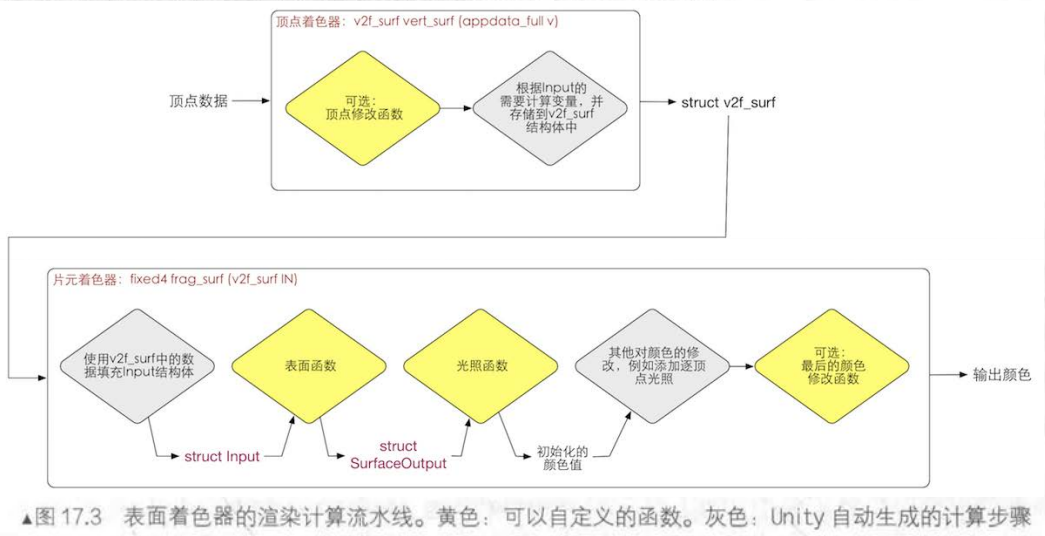 顶点着色器：v2f_surf vert_surf (appdata_full v)
顶点数据
可选：
顶点修改函数
根据Input的
需要计算变量，并
存储到v2f_surf
结构体中
struct v2f_surf
片元着色器：fixed4 frag_surf (v2f_surf IN)
使用v2f_surf中的数
据填充Input结构体
表面函数
光照函数
其他对颜色的修
改，例如添加逐顶
点光照
可选：
最后的颜色
修改函数
输出颜色
struct Input
struct
SurfaceOutput
初始化的
颜色值
▲图 17.3 表面着色器的渲染计算流水线。黄色：可以自定义的函数。灰色：Unity 自动生成的计算步骤